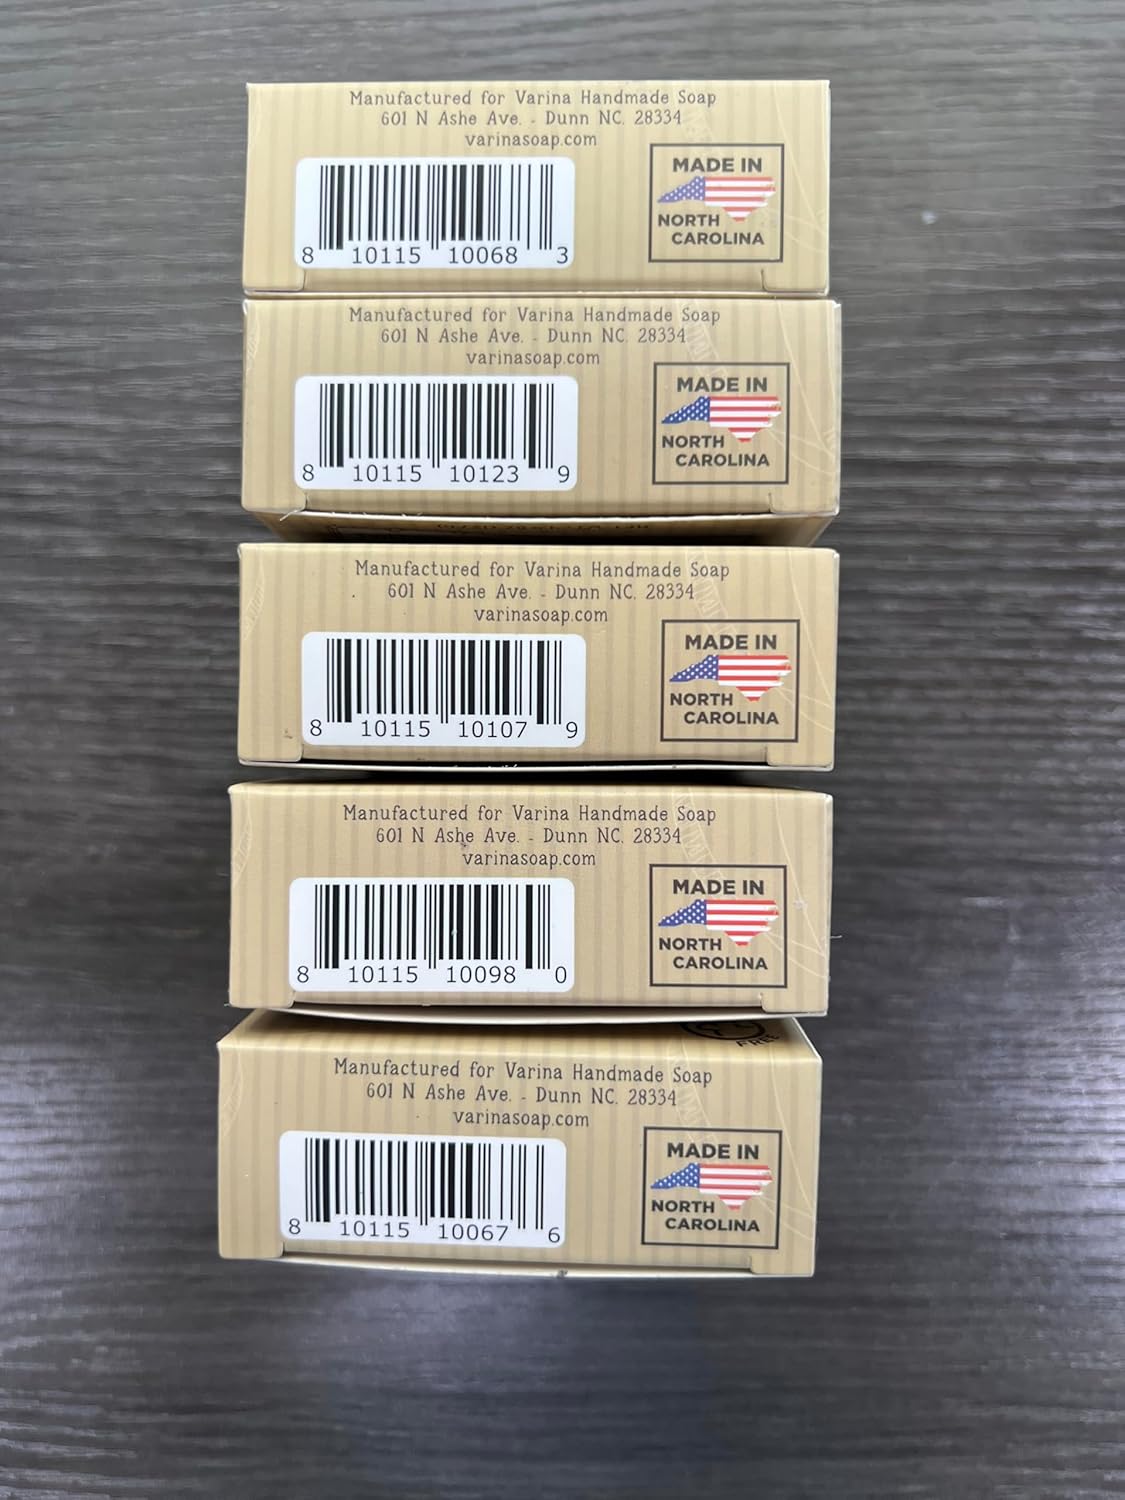 Manufactured for Varina Handmade Soap
601 N Ashe Ave. - Dunn NC. 28334
varinasoap.com
8 10115 10068 3
MADE IN
NORTH
CAROLINA
Manufactured for Varina Handmade Soap
601 N Ashe Ave. - Dunn NC. 28334
varinasoap.com
8 10115 10123 9
MADE IN
NORTH
CAROLINA
Manufactured for Varina Handmade Soap
601 N Ashe Ave. - Dunn NC. 28334
varinasoap.com
8 10115 10107 9
MADE IN
NORTH
CAROLINA
Manufactured for Varina Handmade Soap
601 N Ashe Ave. - Dunn NC. 28334
varinasoap.com
8 10115 10098 0
MADE IN
NORTH
CAROLINA
FREE
Manufactured for Varina Handmade Soap
601 N Ashe Ave. - Dunn NC. 28334
varinasoap.com
8 10115 10067 6
MADE IN
NORTH
CAROLINA